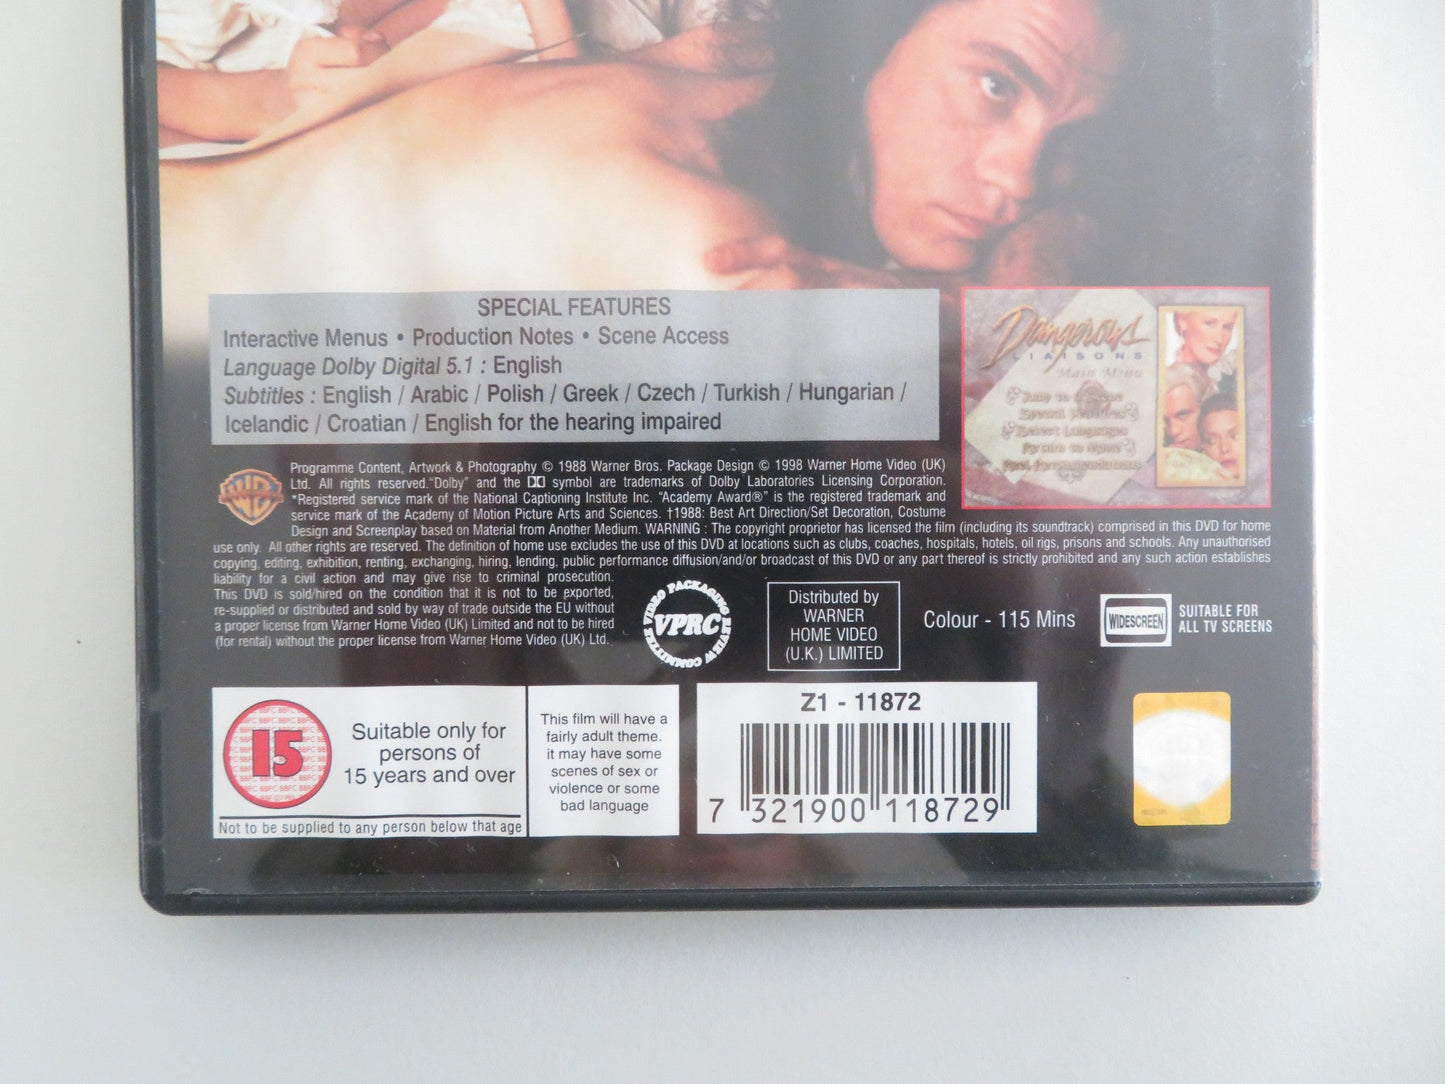 SPECIAL FEATURES
Interactive Menus • Production Notes • Scene Access
Language Dolby Digital 5.1 : English
Subtitles : English / Arabic / Polish / Greek / Czech / Turkish / Hungarian /
Icelandic / Croatian / English for the hearing impaired
Dangerous
LIAISONS
Main Menu
Jump to a Scene
Special Features
Select Languages
WB
Programme Content, Artwork & Photography © 1988 Warner Bros. Package Design © 1998 Warner Home Video (UK)
Ltd. All rights reserved. "Dolby" and the symbol are trademarks of Dolby Laboratories Licensing Corporation.
*Registered service mark of the National Captioning Institute Inc. "Academy Award®" is the registered trademark and
service mark of the Academy of Motion Picture Arts and Sciences. †1988: Best Art Direction/Set Decoration, Costume
Design and Screenplay based on Material from Another Medium. WARNING : The copyright proprietor has licensed the film (including its soundtrack) comprised in this DVD for home
use only. All other rights are reserved. The definition of home use excludes the use of this DVD at locations such as clubs, coaches, hospitals, hotels, oil rigs, prisons and schools. Any unauthorised
copying, editing, exhibition, renting, exchanging, hiring, lending, public performance diffusion/and/or broadcast of this DVD or any part thereof is strictly prohibited and any such action establishes
liability for a civil action and may give rise to criminal prosecution.
This DVD is sold/hired on the condition that it is not to be exported,
re-supplied or distributed and sold by way of trade outside the EU without
a proper license from Warner Home Video (UK) Limited and not to be hired
(for rental) without the proper license from Warner Home Video (UK) Ltd.
VIDEO PACKAGING REVIEW COMMITTEE
VPRC
Distributed by
WARNER
HOME VIDEO
(U.K.) LIMITED
Colour - 115 Mins
WIDESCREEN
SUITABLE FOR
ALL TV SCREENS
15
Suitable only for
persons of
15 years and over
Not to be supplied to any person below that age
This film will have a
fairly adult theme.
it may have some
scenes of sex or
violence or some
bad language
Z1 - 11872
7 321900 118729